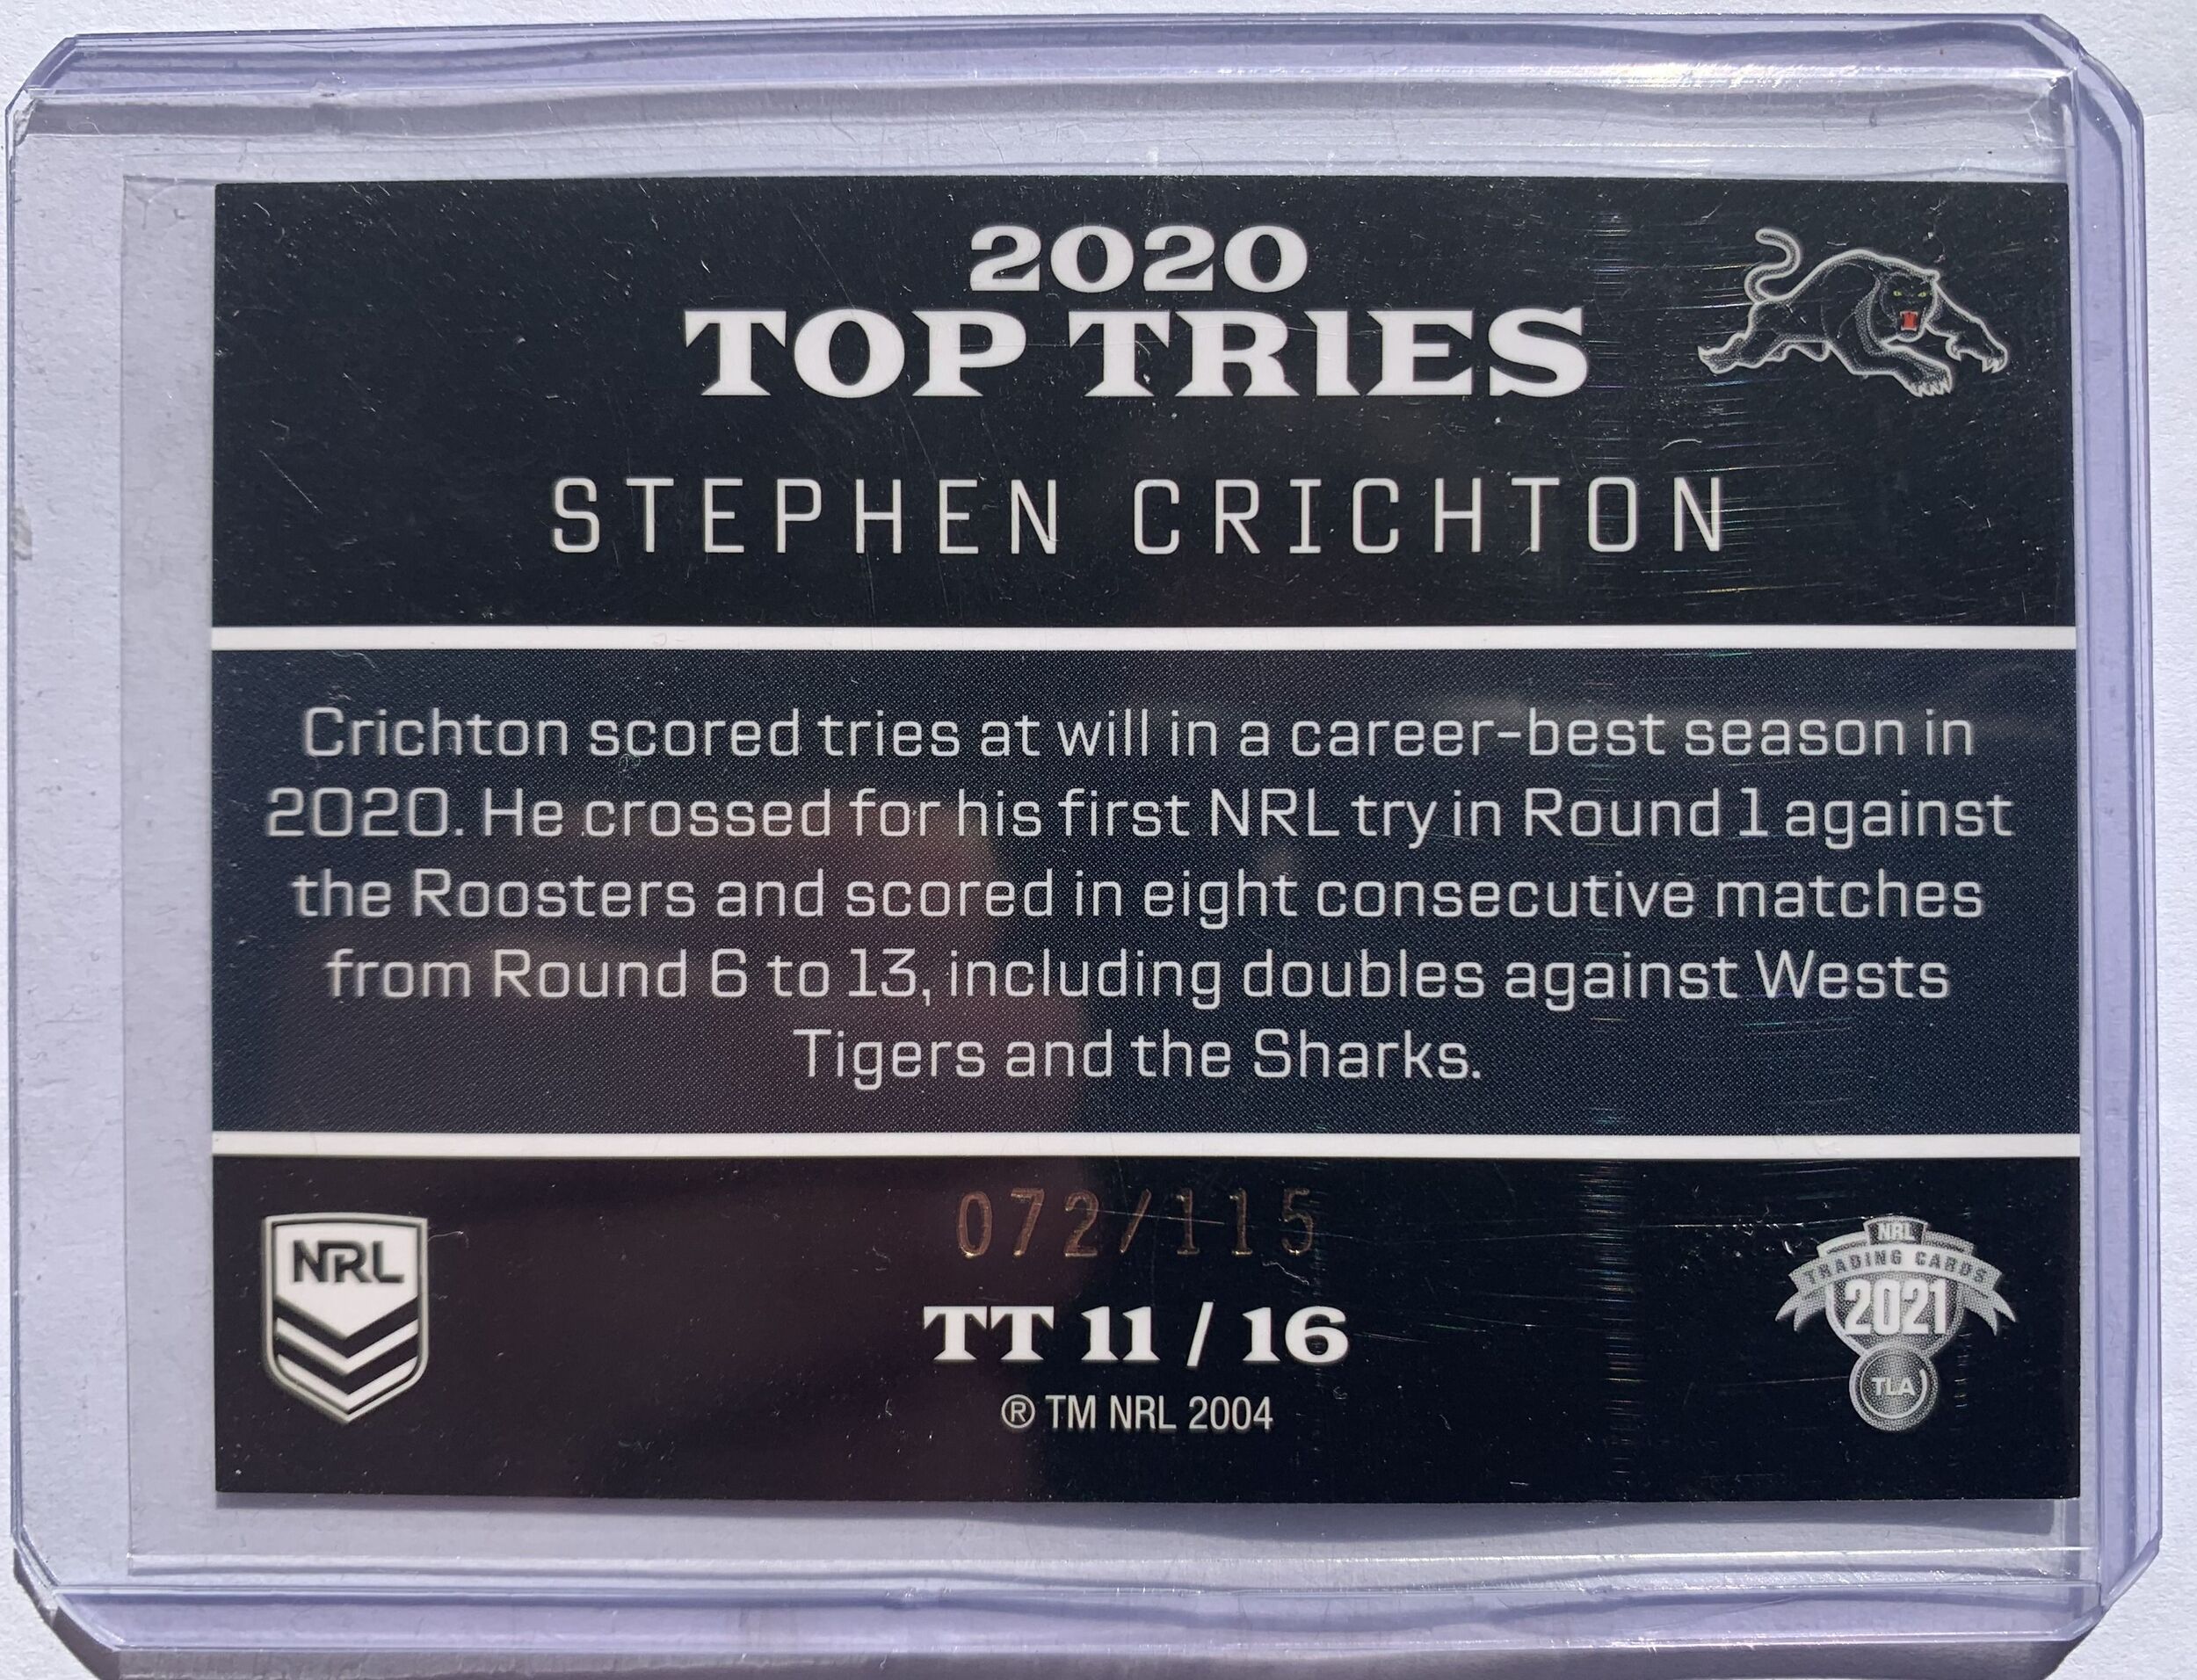 2020
TOP TRIES
STEPHEN CRICHTON
Crichton scored tries at will in a career-best season in
2020. He crossed for his first NRL try in Round 1 against
the Roosters and scored in eight consecutive matches
from Round 6 to 13, including doubles against Wests
Tigers and the Sharks.
072/115
TT 11 / 16
® TM NRL 2004
NRL
NRL
TRADING CARDS
2021
TLA